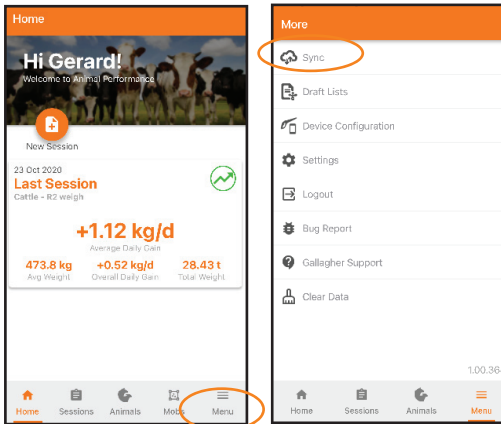 Home
Hi Gerard!
Welcome to Animal Performance
New Session
23 Oct 2020
Last Session
Cattle - R2 weigh
+1.12 kg/d
Average Daily Gain
473.8 kg +0.52 kg/d 28.43 t
Avg Weight Overall Daily Gain Total Weight
Home Sessions Animals Mobs Menu
More
Sync
Draft Lists
Device Configuration
Settings
Logout
Bug Report
Gallagher Support
Clear Data
1.00.364
Home Sessions Animals Menu